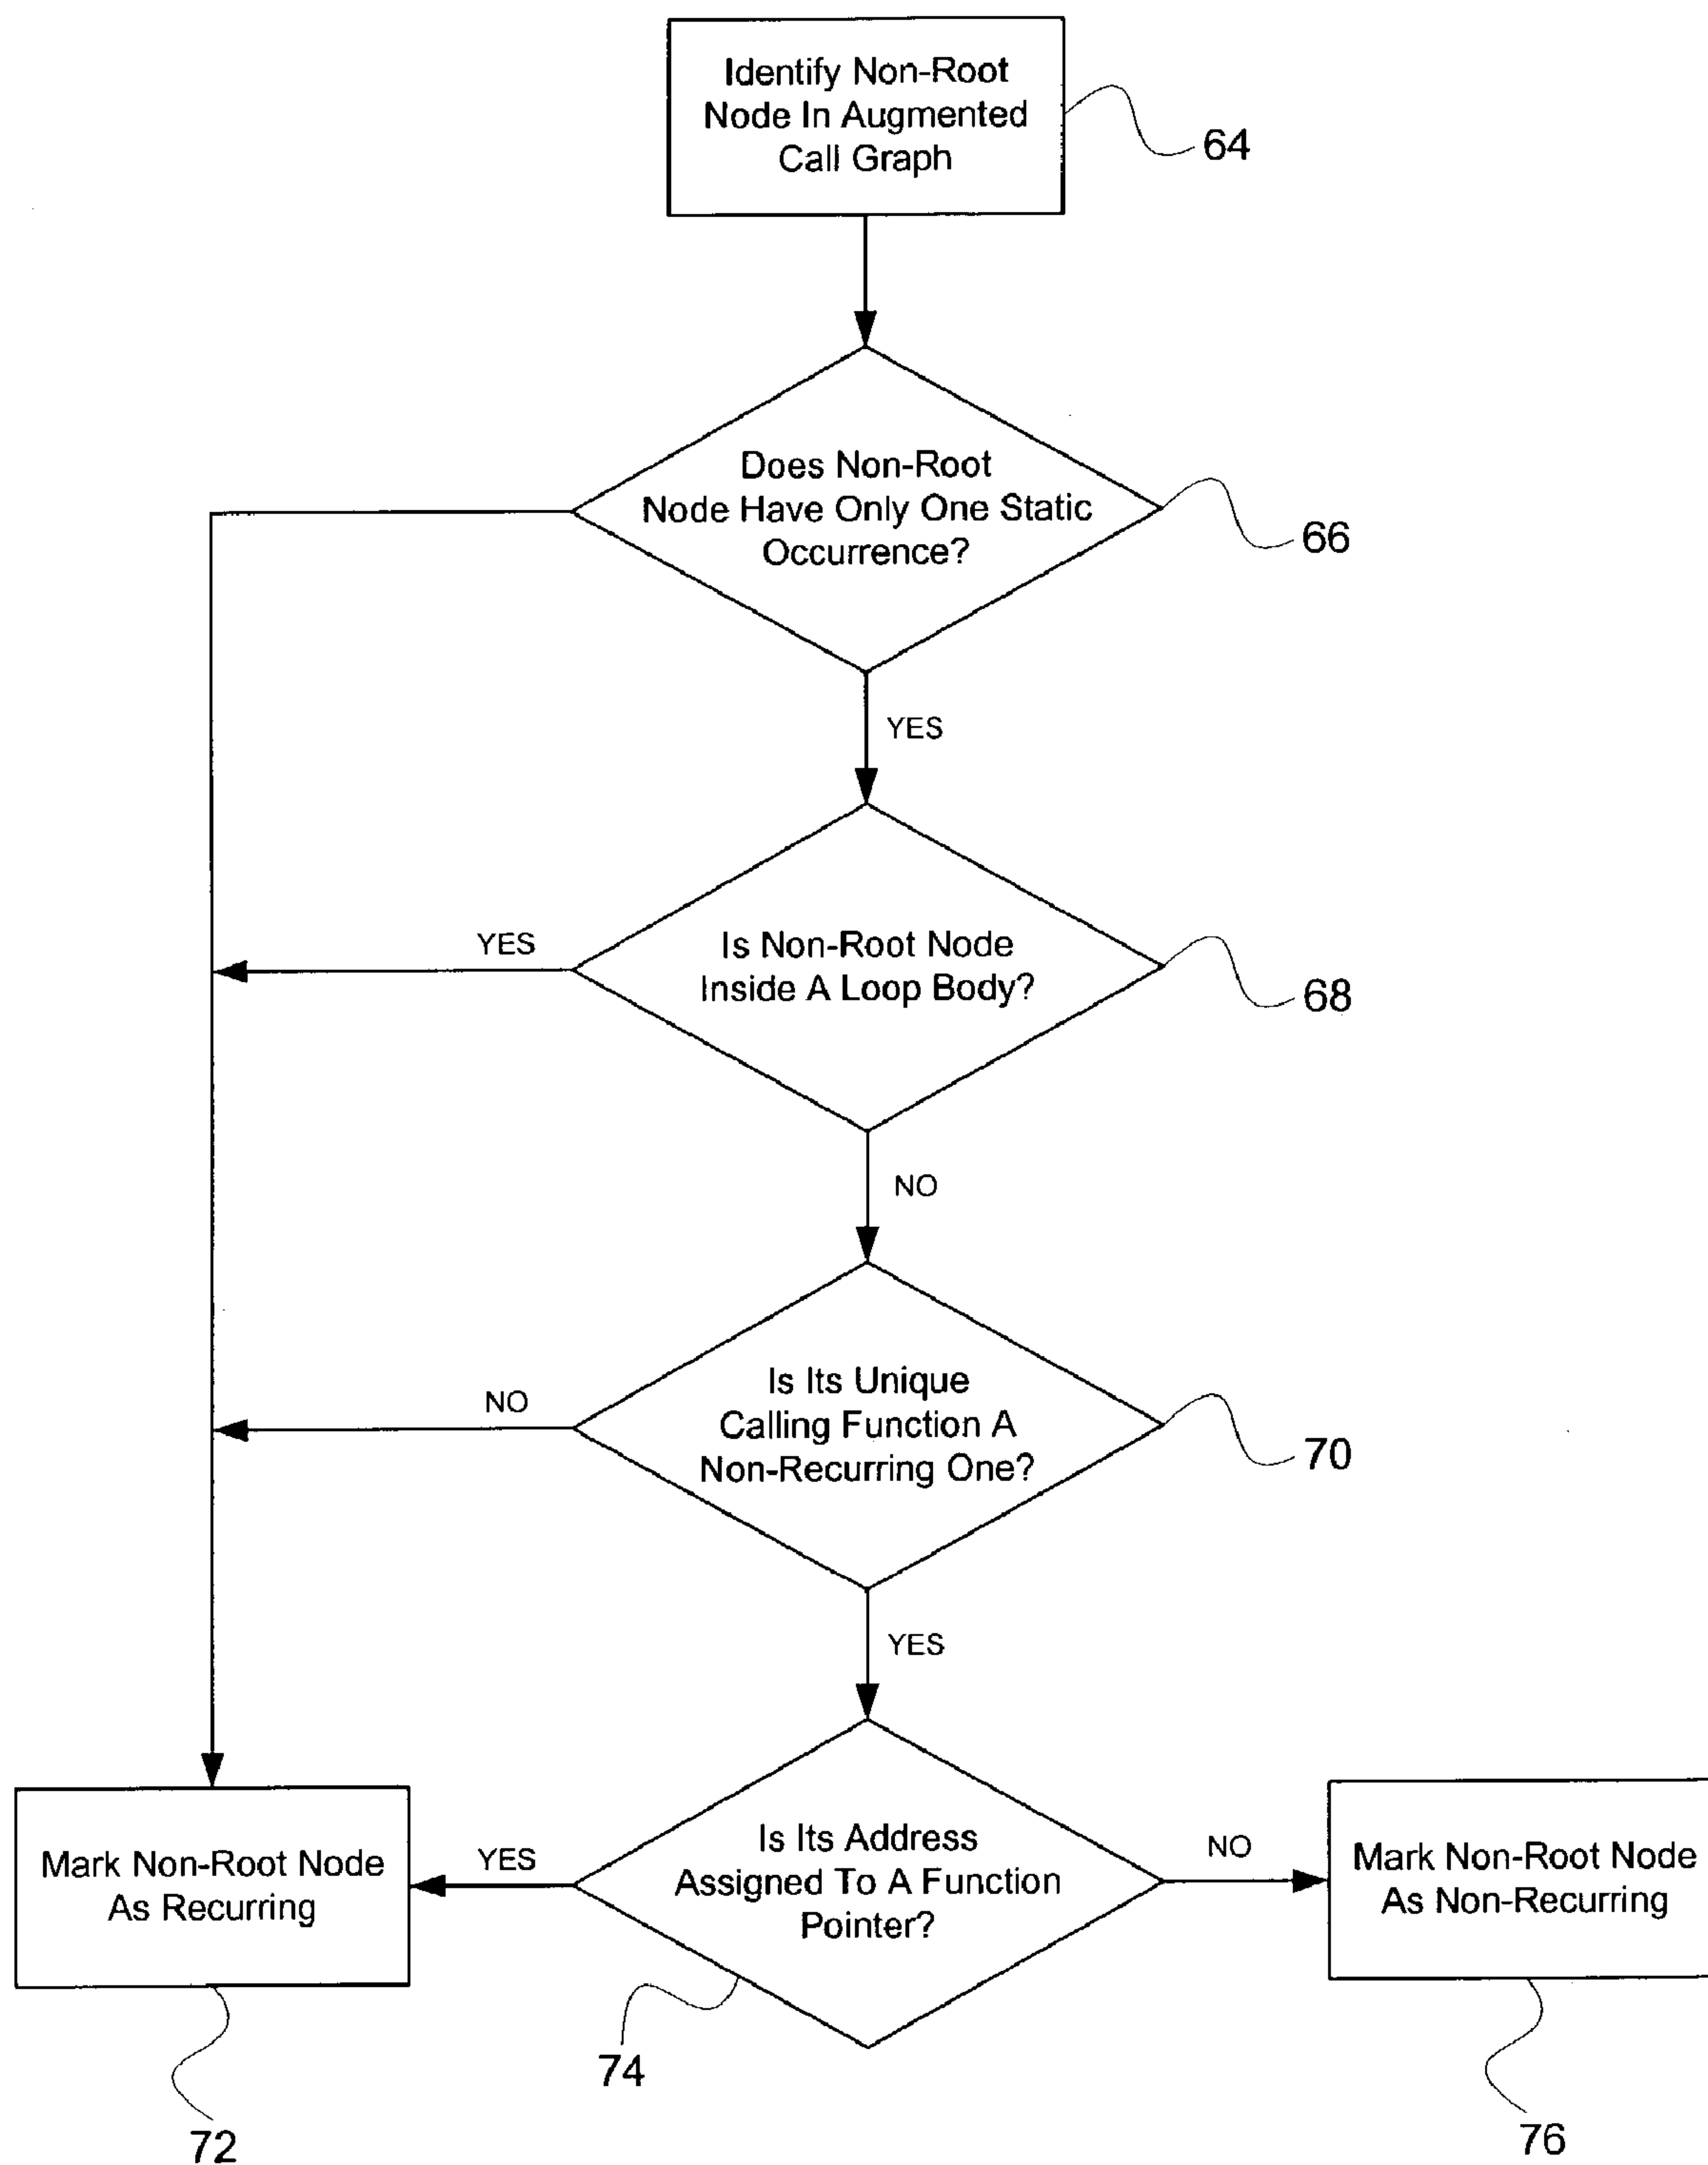 Identify Non-Root
Node In Augmented
Call Graph
64
Does Non-Root
Node Have Only One Static
Occurrence?
66
YES
Is Non-Root Node
Inside A Loop Body?
68
YES
NO
Is Its Unique
Calling Function A
Non-Recurring One?
70
NO
YES
Is Its Address
Assigned To A Function
Pointer?
74
YES
NO
Mark Non-Root Node
As Recurring
72
Mark Non-Root Node
As Non-Recurring
76